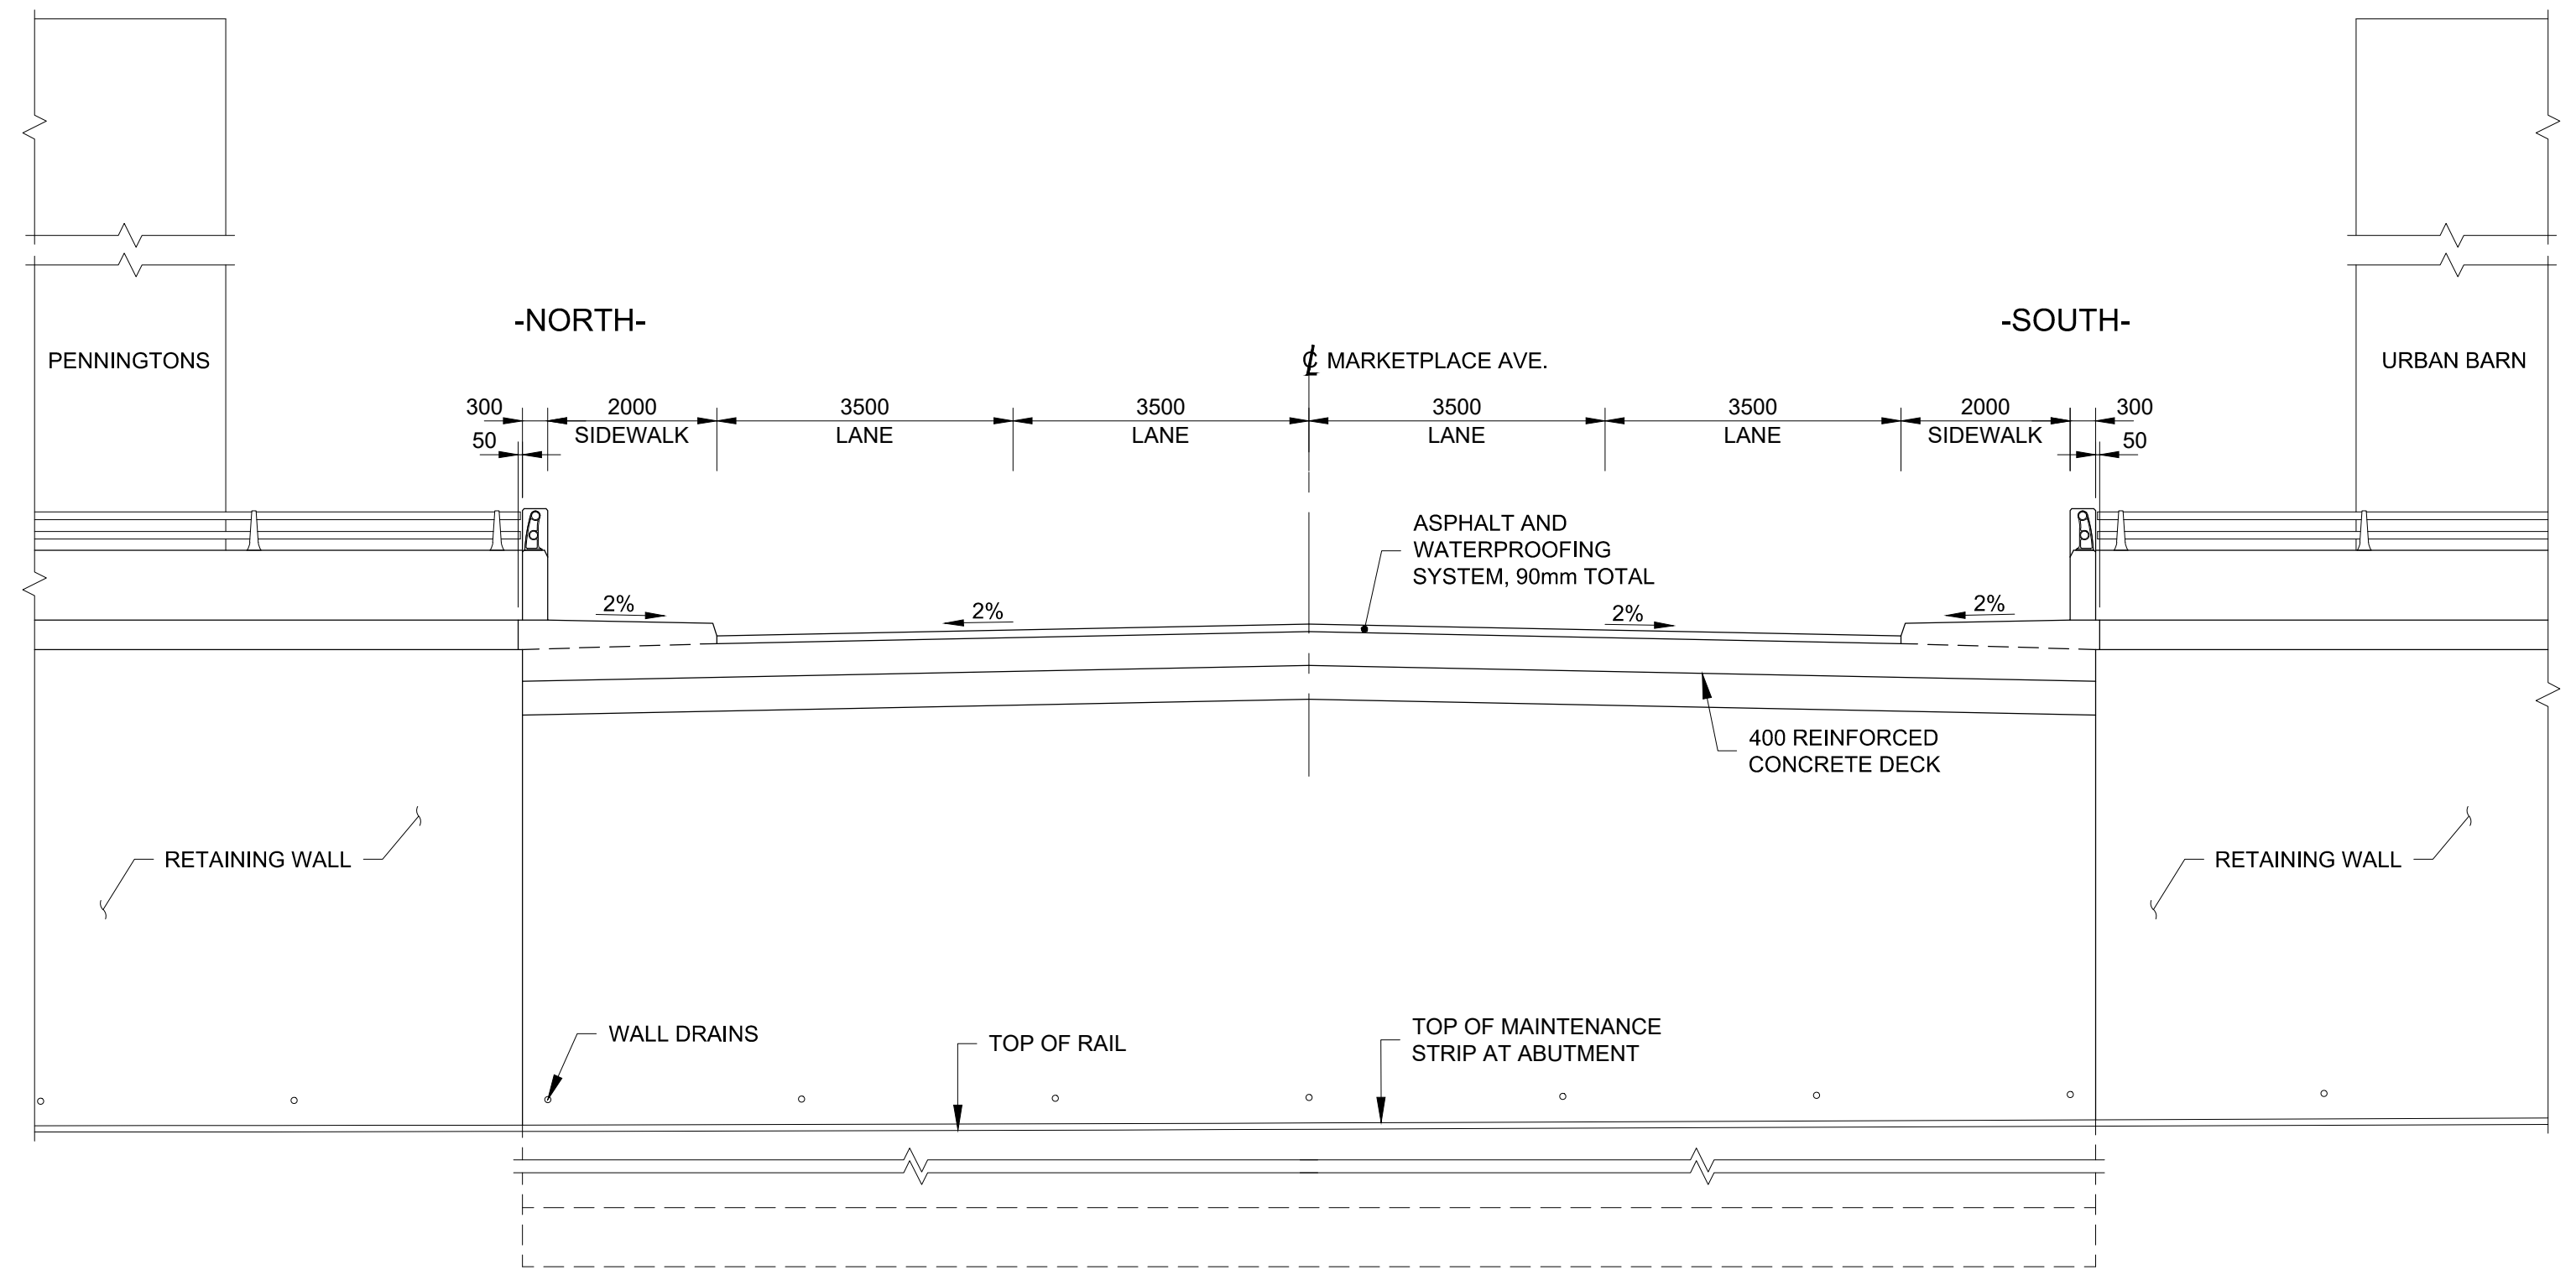 -NORTH-
-SOUTH-
PENNINGTONS
℄ MARKETPLACE AVE.
URBAN BARN
300
2000
3500
3500
3500
3500
2000
300
SIDEWALK
LANE
LANE
LANE
LANE
SIDEWALK
50
50
ASPHALT AND
WATERPROOFING
SYSTEM, 90mm TOTAL
2%
2%
2%
2%
400 REINFORCED
CONCRETE DECK
RETAINING WALL
RETAINING WALL
WALL DRAINS
TOP OF RAIL
TOP OF MAINTENANCE
STRIP AT ABUTMENT